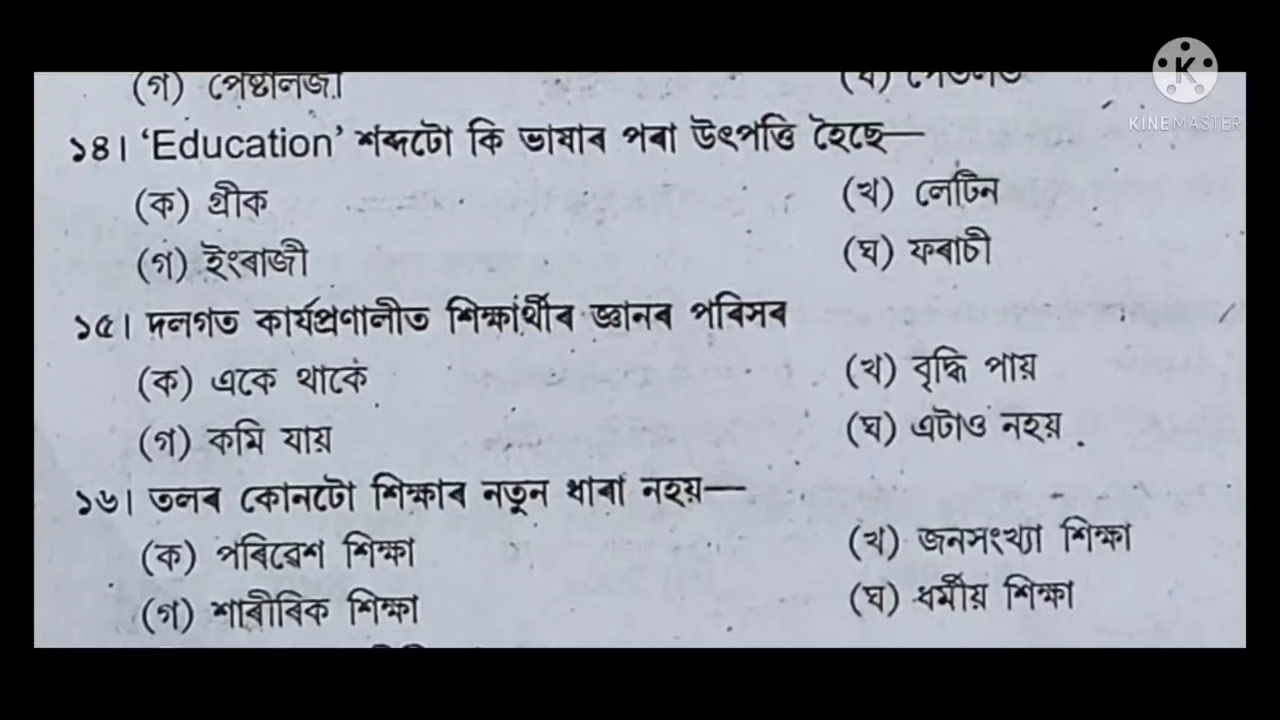 (গ) পেষ্টালজী
১৪। 'Education' শব্দটো কি ভাষাৰ পৰা উৎপত্তি হৈছে—
(ক) গ্ৰীক (খ) লেটিন
(গ) ইংৰাজী (ঘ) ফৰাচী
১৫। দলগত কাৰ্যপ্ৰণালীত শিক্ষাৰ্থীৰ জ্ঞানৰ পৰিসৰ
(ক) একে থাকে (খ) বৃদ্ধি পায়
(গ) কমি যায় (ঘ) এটাও নহয়.
১৬। তলৰ কোনটো শিক্ষাৰ নতুন ধাৰা নহয়—
(ক) পৰিৱেশ শিক্ষা (খ) জনসংখ্যা শিক্ষা
(গ) শাৰীৰিক শিক্ষা (ঘ) ধৰ্মীয় শিক্ষা
K
KINEMASTER